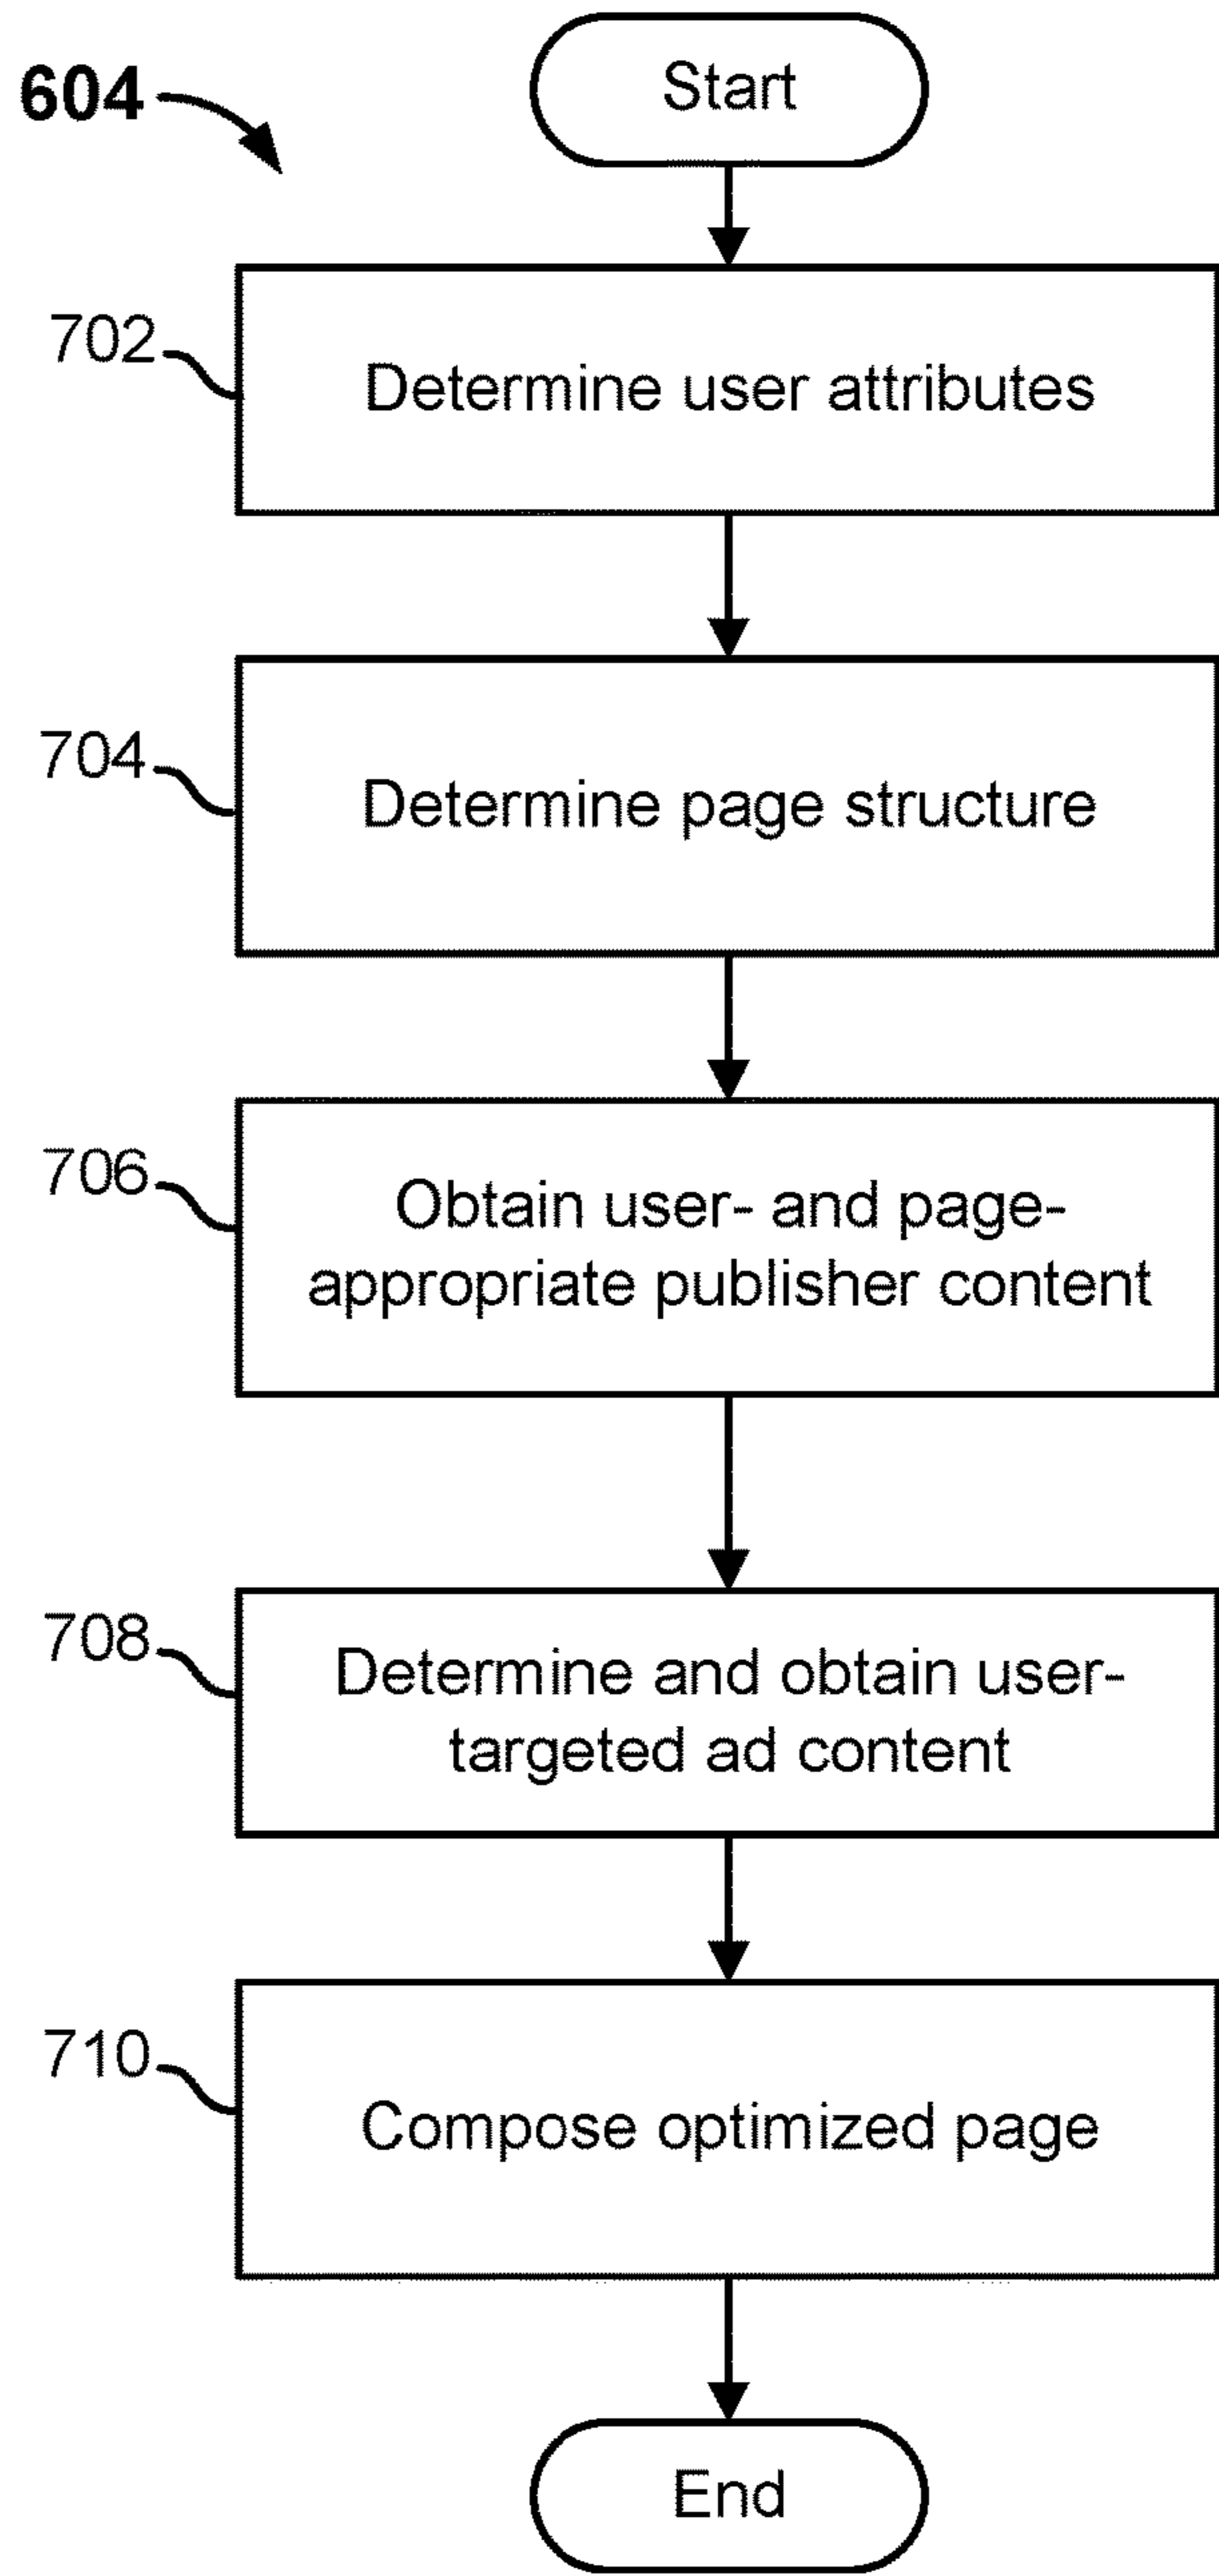 604
Start
702
Determine user attributes
704
Determine page structure
706
Obtain user- and page-
appropriate publisher content
708
Determine and obtain user-
targeted ad content
710
Compose optimized page
End